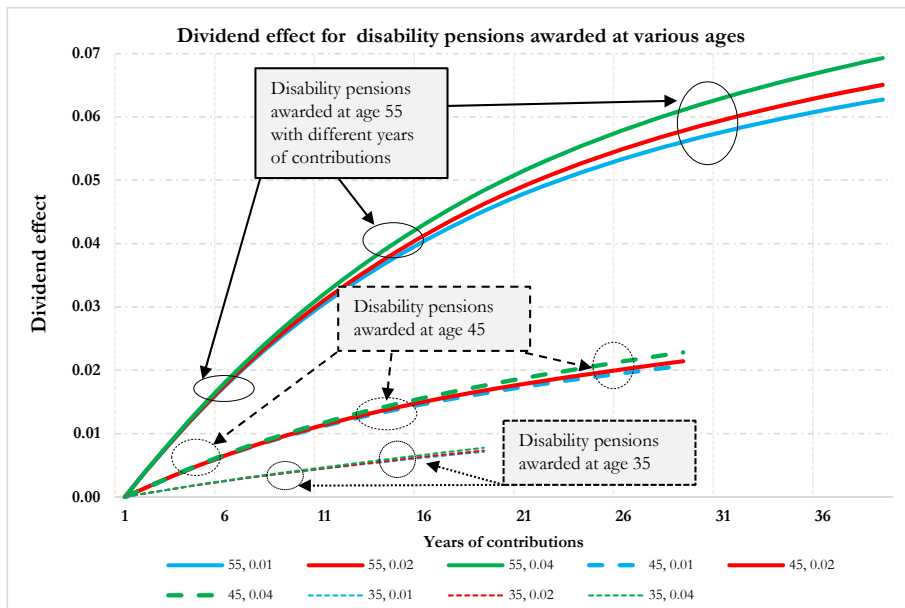 Dividend effect for disability pensions awarded at various ages
0.07
0.06
0.05
0.04
0.03
0.02
0.01
0.00
Dividend effect
Disability pensions
awarded at age 55
with different years
of contributions
Disability pensions
awarded at age 45
Disability pensions
awarded at age 35
1 6 11 16 21 26 31 36
Years of contributions
55, 0.01 55, 0.02 55, 0.04 45, 0.01 45, 0.02
45, 0.04 35, 0.01 35, 0.02 35, 0.04